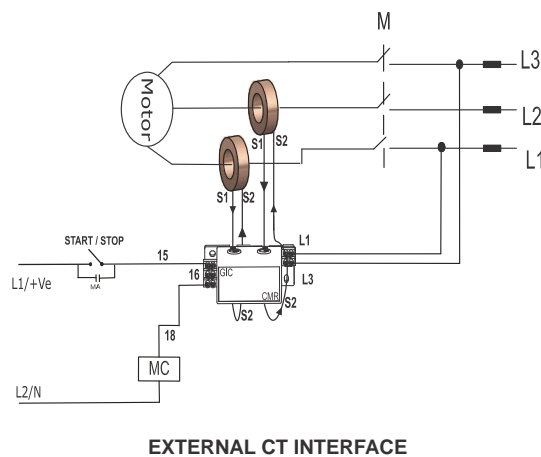 M
L3
L2
L1
Motor
S1 S2
S1 S2
START / STOP
MA
L1/+Ve
15
16
18
L1
L3
GIC
CMR
S2
S2
MC
L2/N
EXTERNAL CT INTERFACE